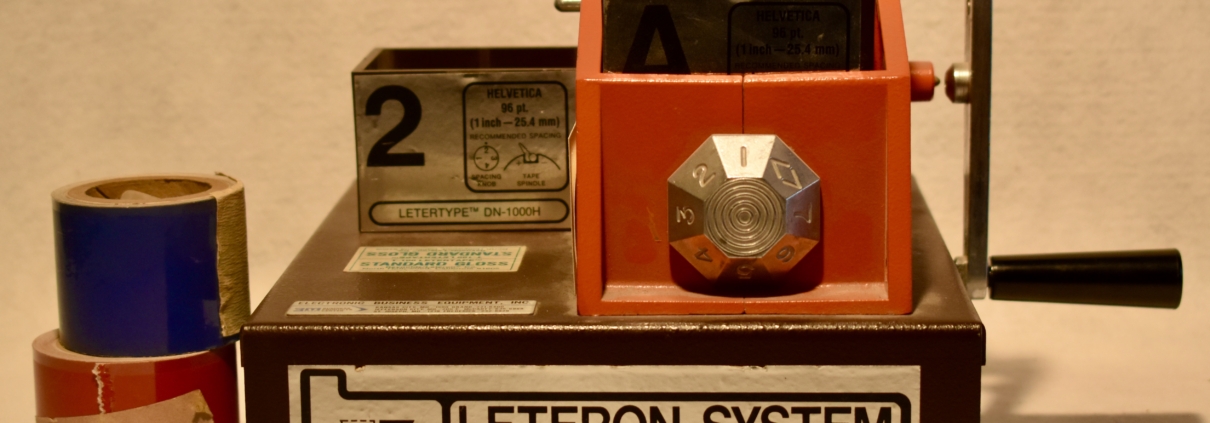 A
HELVETICA
96 pt.
(1 inch — 25.4 mm)
2
HELVETICA
96 pt.
(1 inch — 25.4 mm)
RECOMMENDED SPACING
SPACING KNOB
TAPE SPINDLE
LETERTYPE™ DN-1000H
STANDARD GLOSS
STANDARD GLOSS
ELECTRONIC BUSINESS EQUIPMENT, INC
1
2
3
4
5
6
7
LETERON SYSTEM